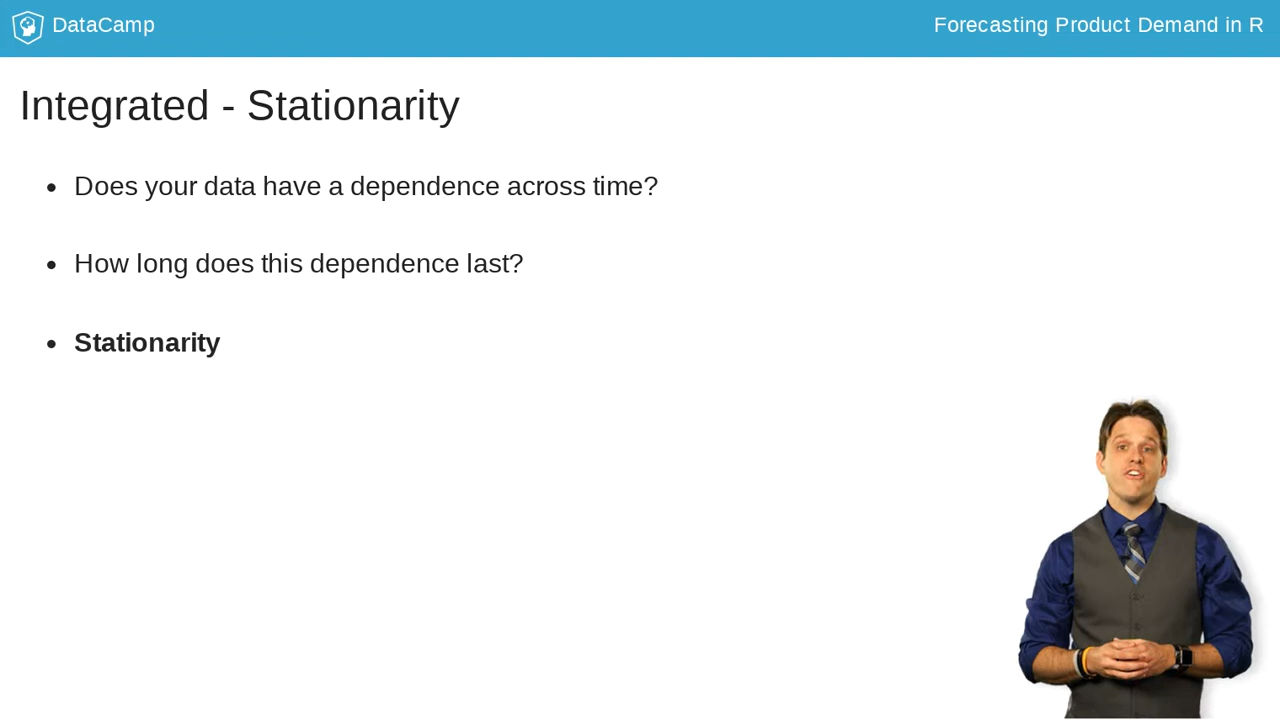 DataCamp
Forecasting Product Demand in R
Integrated - Stationarity
Does your data have a dependence across time?
How long does this dependence last?
Stationarity